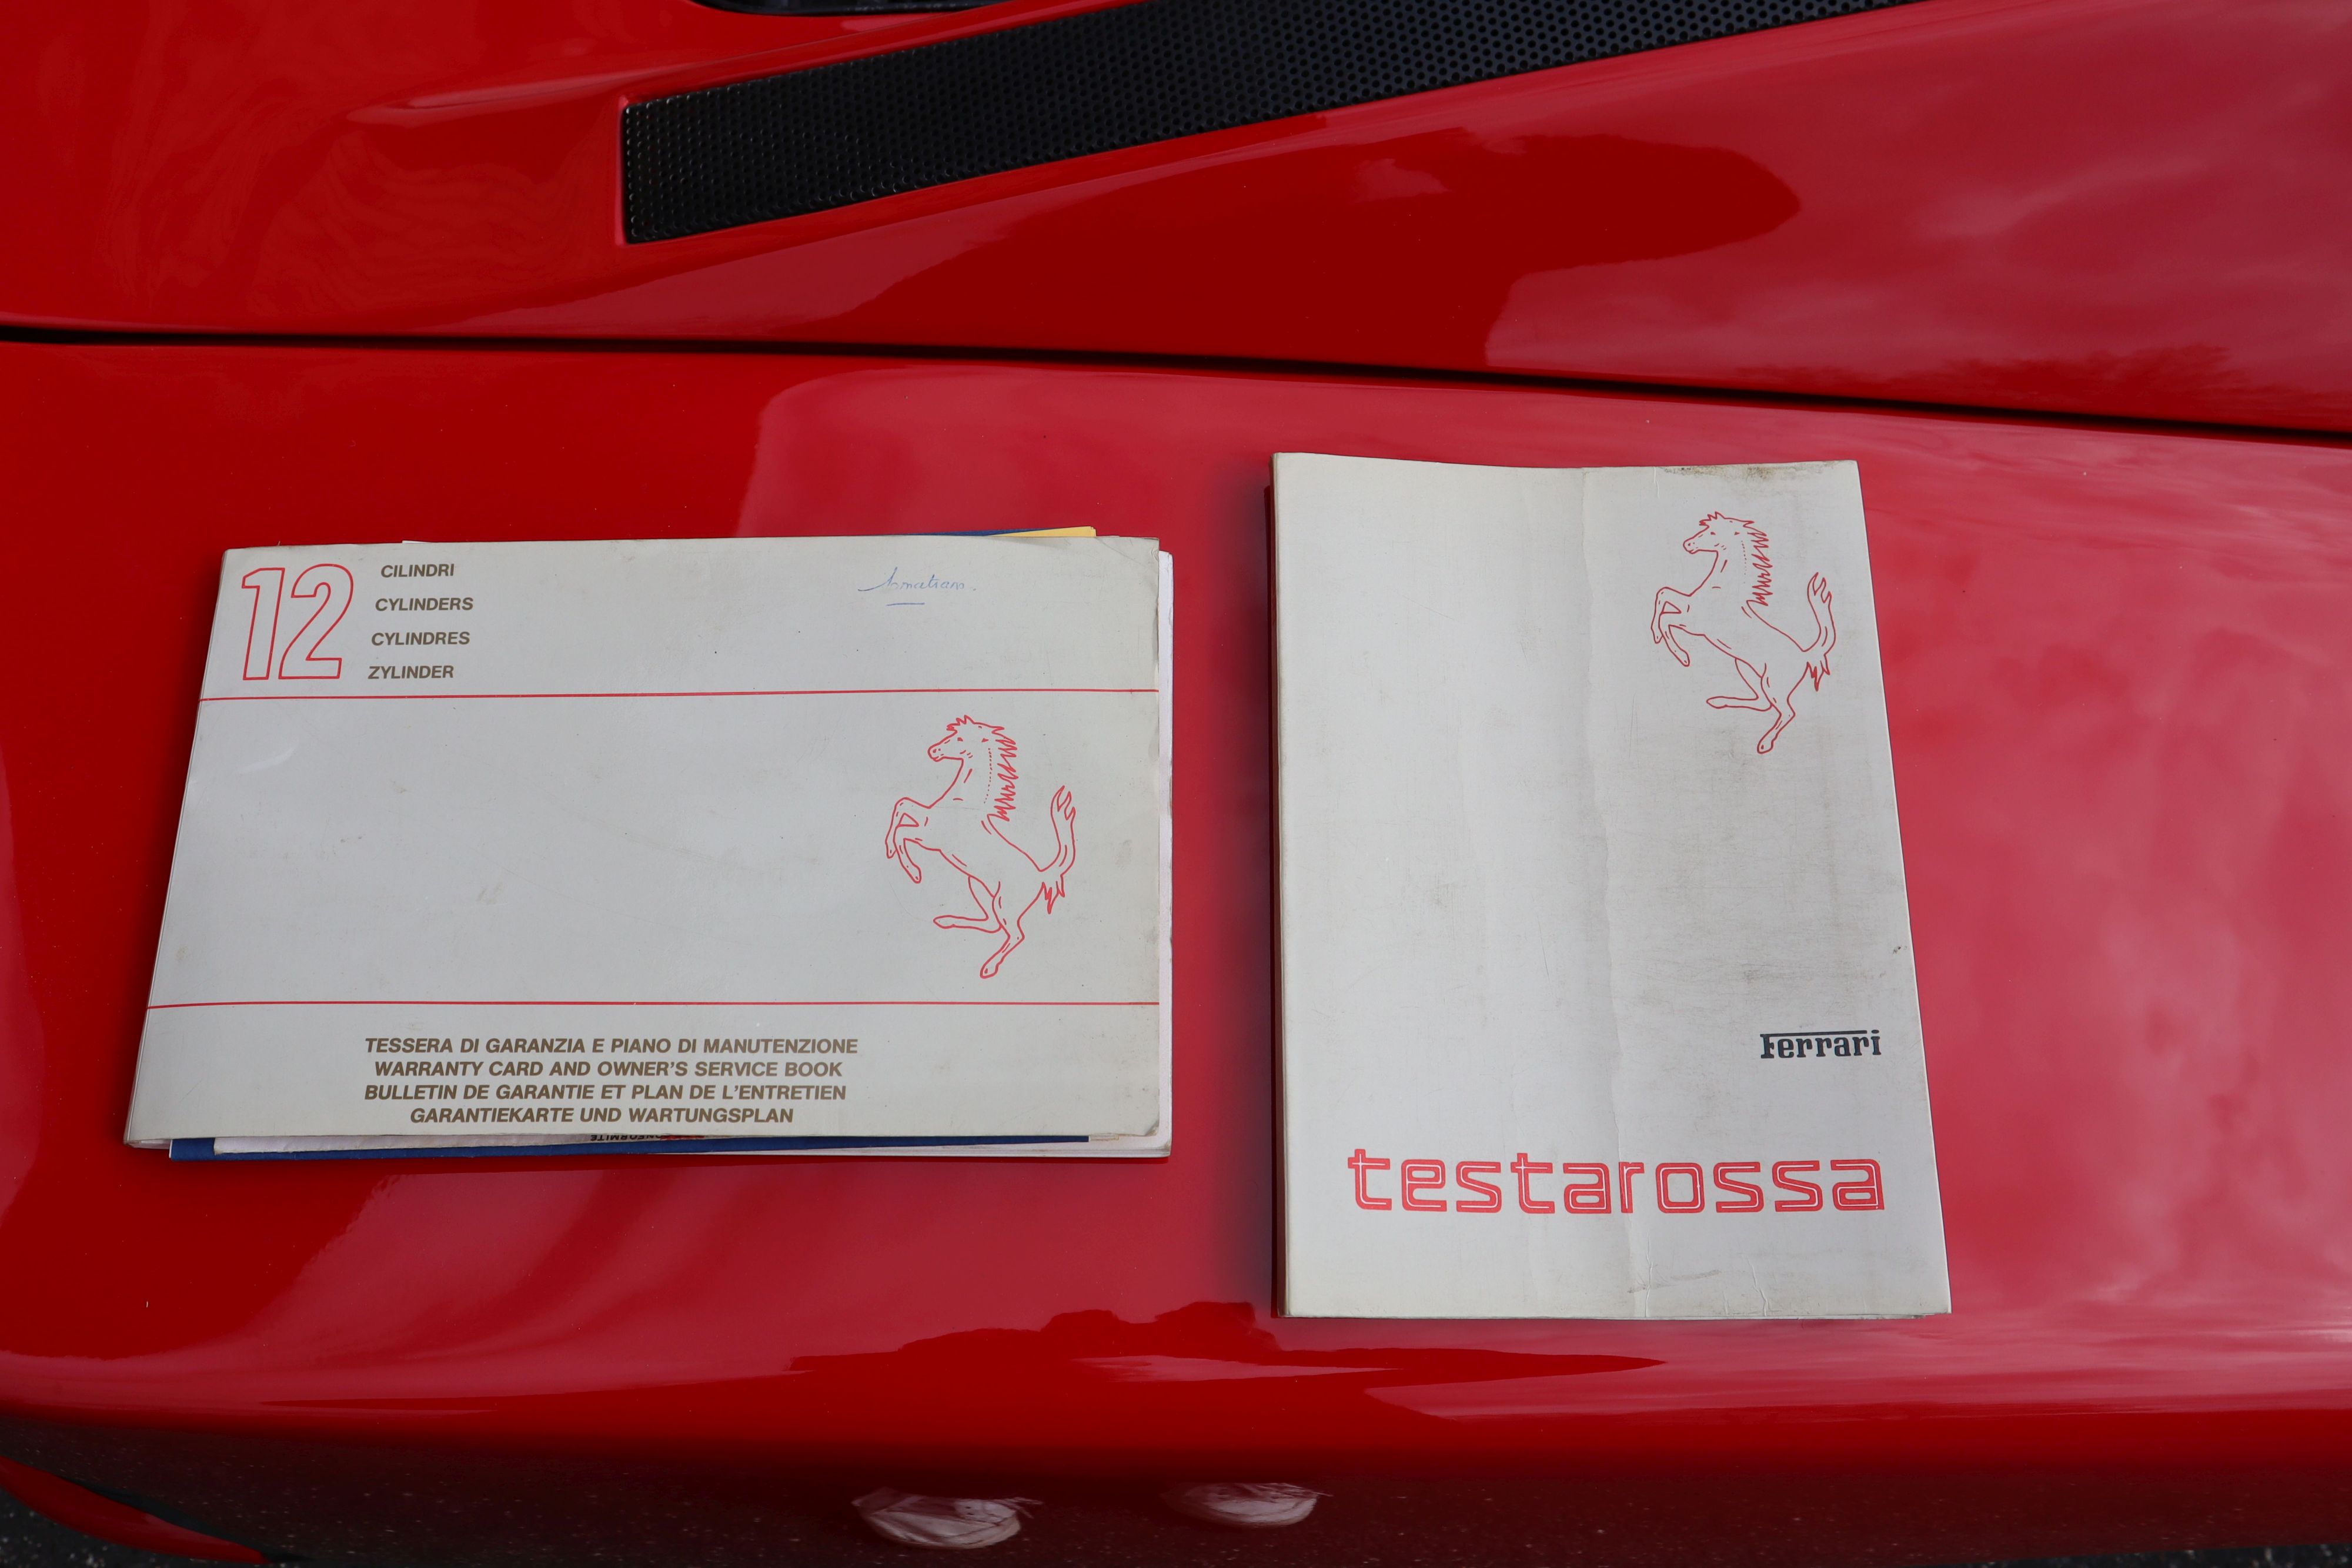 12
CILINDRI
CYLINDERS
CYLINDRES
ZYLINDER
TESSERA DI GARANZIA E PIANO DI MANUTENZIONE
WARRANTY CARD AND OWNER'S SERVICE BOOK
BULLETIN DE GARANTIE ET PLAN DE L'ENTRETIEN
GARANTIEKARTE UND WARTUNGSPLAN
Ferrari
testarossa